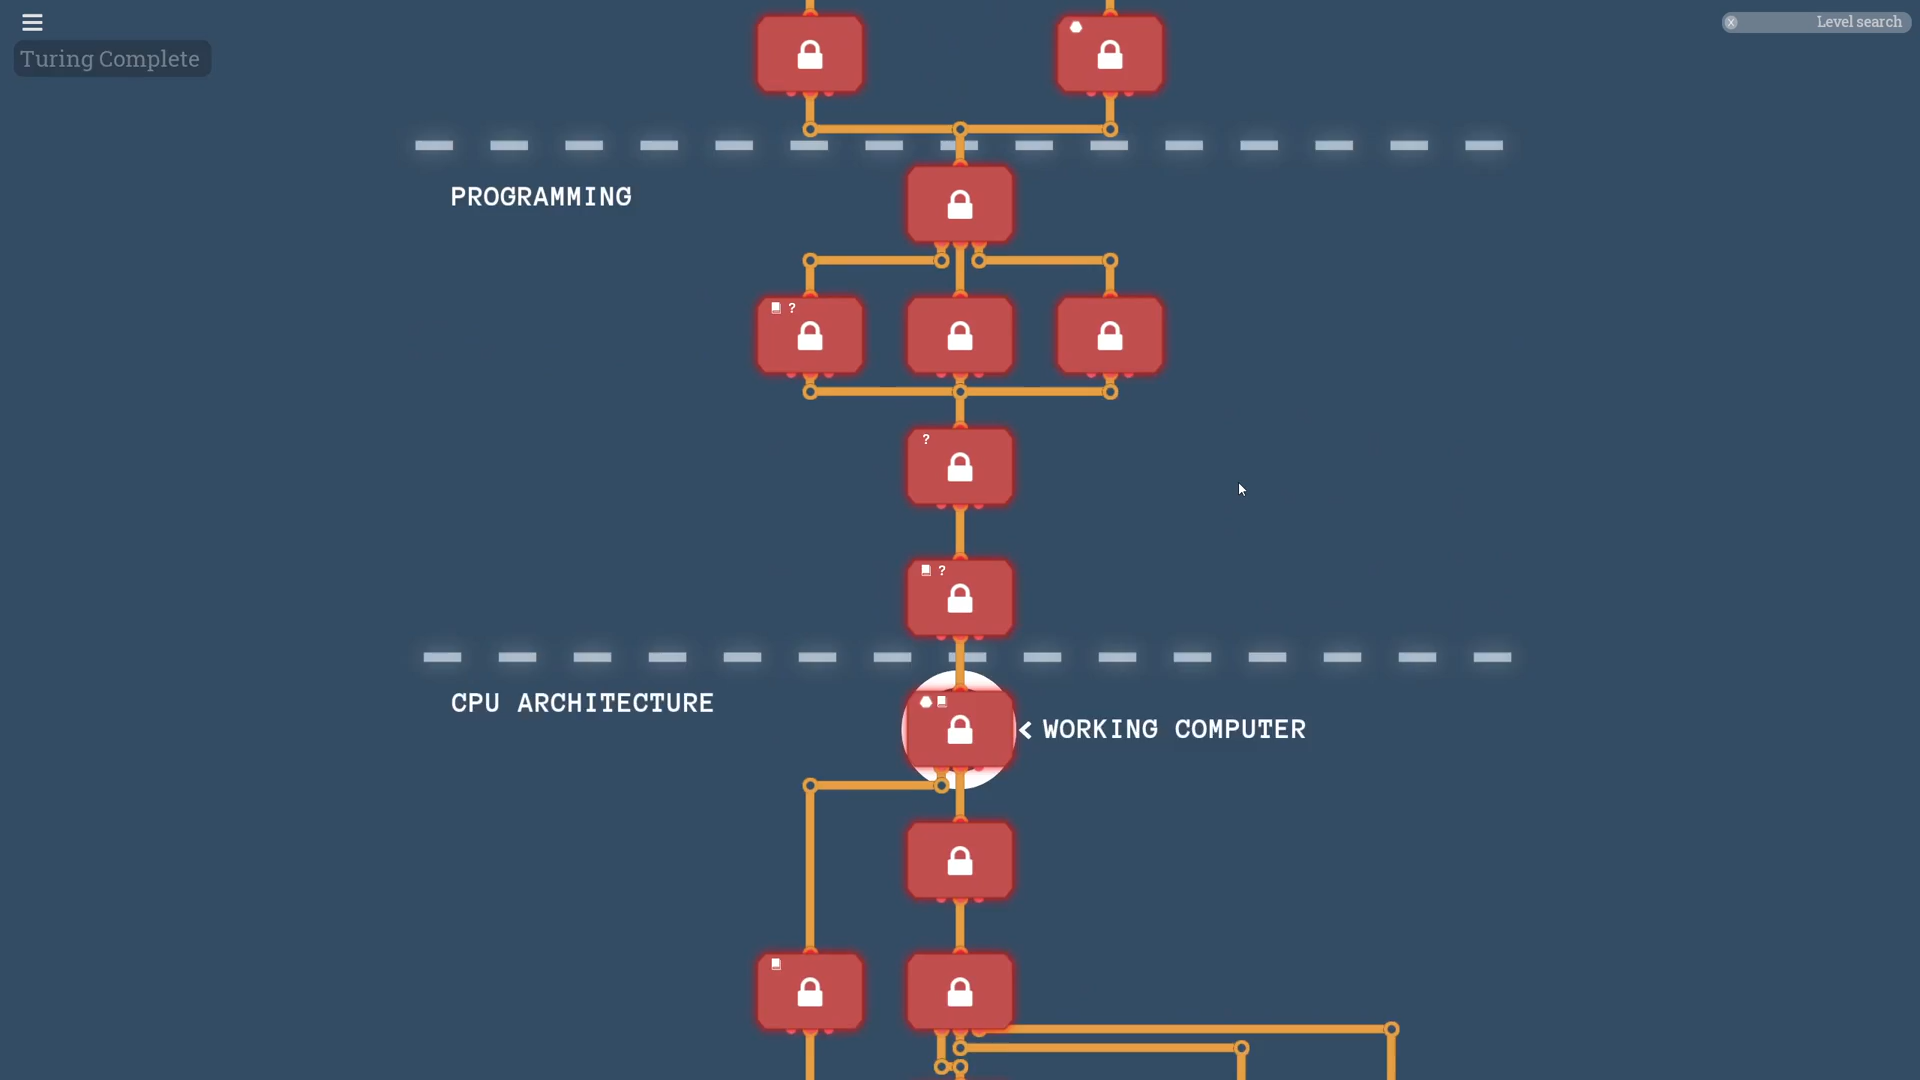 Turing Complete
Level search
PROGRAMMING
?
?
?
CPU ARCHITECTURE
< WORKING COMPUTER